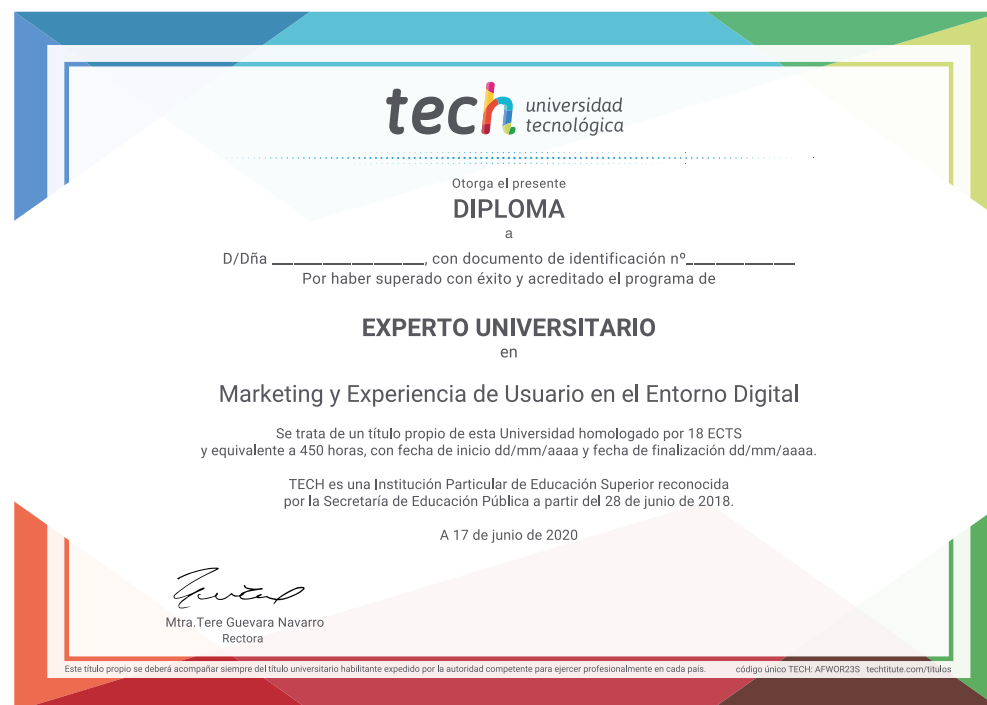 tech universidad
tecnológica
Otorga el presente
DIPLOMA
a
D/Dña ________________, con documento de identificación nº____________
Por haber superado con éxito y acreditado el programa de
EXPERTO UNIVERSITARIO
en
Marketing y Experiencia de Usuario en el Entorno Digital
Se trata de un título propio de esta Universidad homologado por 18 ECTS
y equivalente a 450 horas, con fecha de inicio dd/mm/aaaa y fecha de finalización dd/mm/aaaa.
TECH es una Institución Particular de Educación Superior reconocida
por la Secretaría de Educación Pública a partir del 28 de junio de 2018.
A 17 de junio de 2020
Mtra.Tere Guevara Navarro
Rectora
Este título propio se deberá acompañar siempre del título universitario habilitante expedido por la autoridad competente para ejercer profesionalmente en cada país. código único TECH: AFWOR23S techtitute.com/titulos